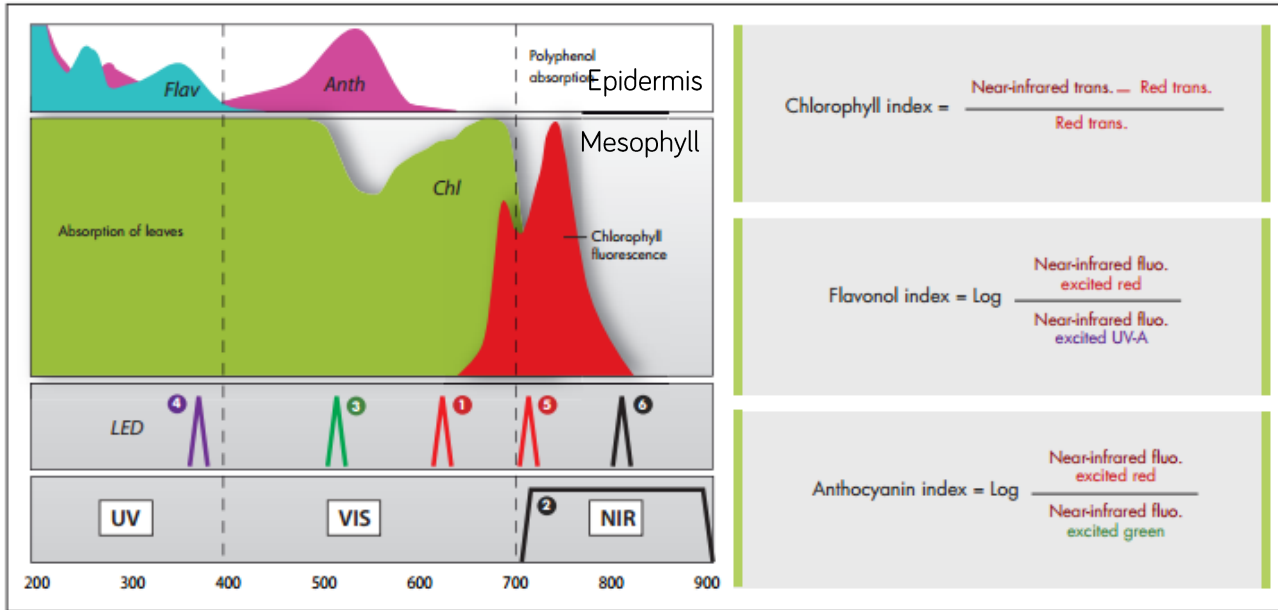 Polyphenol
absorption
Epidermis
Flav
Anth
Mesophyll
Chl
Absorption of leaves
Chlorophyll
fluorescence
4
3
1
5
6
LED
2
UV
VIS
NIR
200 300 400 500 600 700 800 900
Chlorophyll index =
Near-infrared trans. – Red trans.
Red trans.
Flavonol index = Log
Near-infrared fluo.
excited red
Near-infrared fluo.
excited UV-A
Anthocyanin index = Log
Near-infrared fluo.
excited red
Near-infrared fluo.
excited green